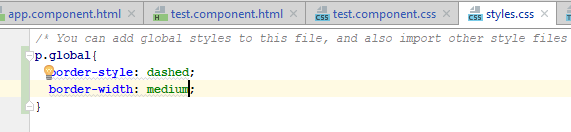 app.component.html test.component.html test.component.css styles.css
/* You can add global styles to this file, and also import other style files
p.global{
border-style: dashed;
border-width: medium;
}